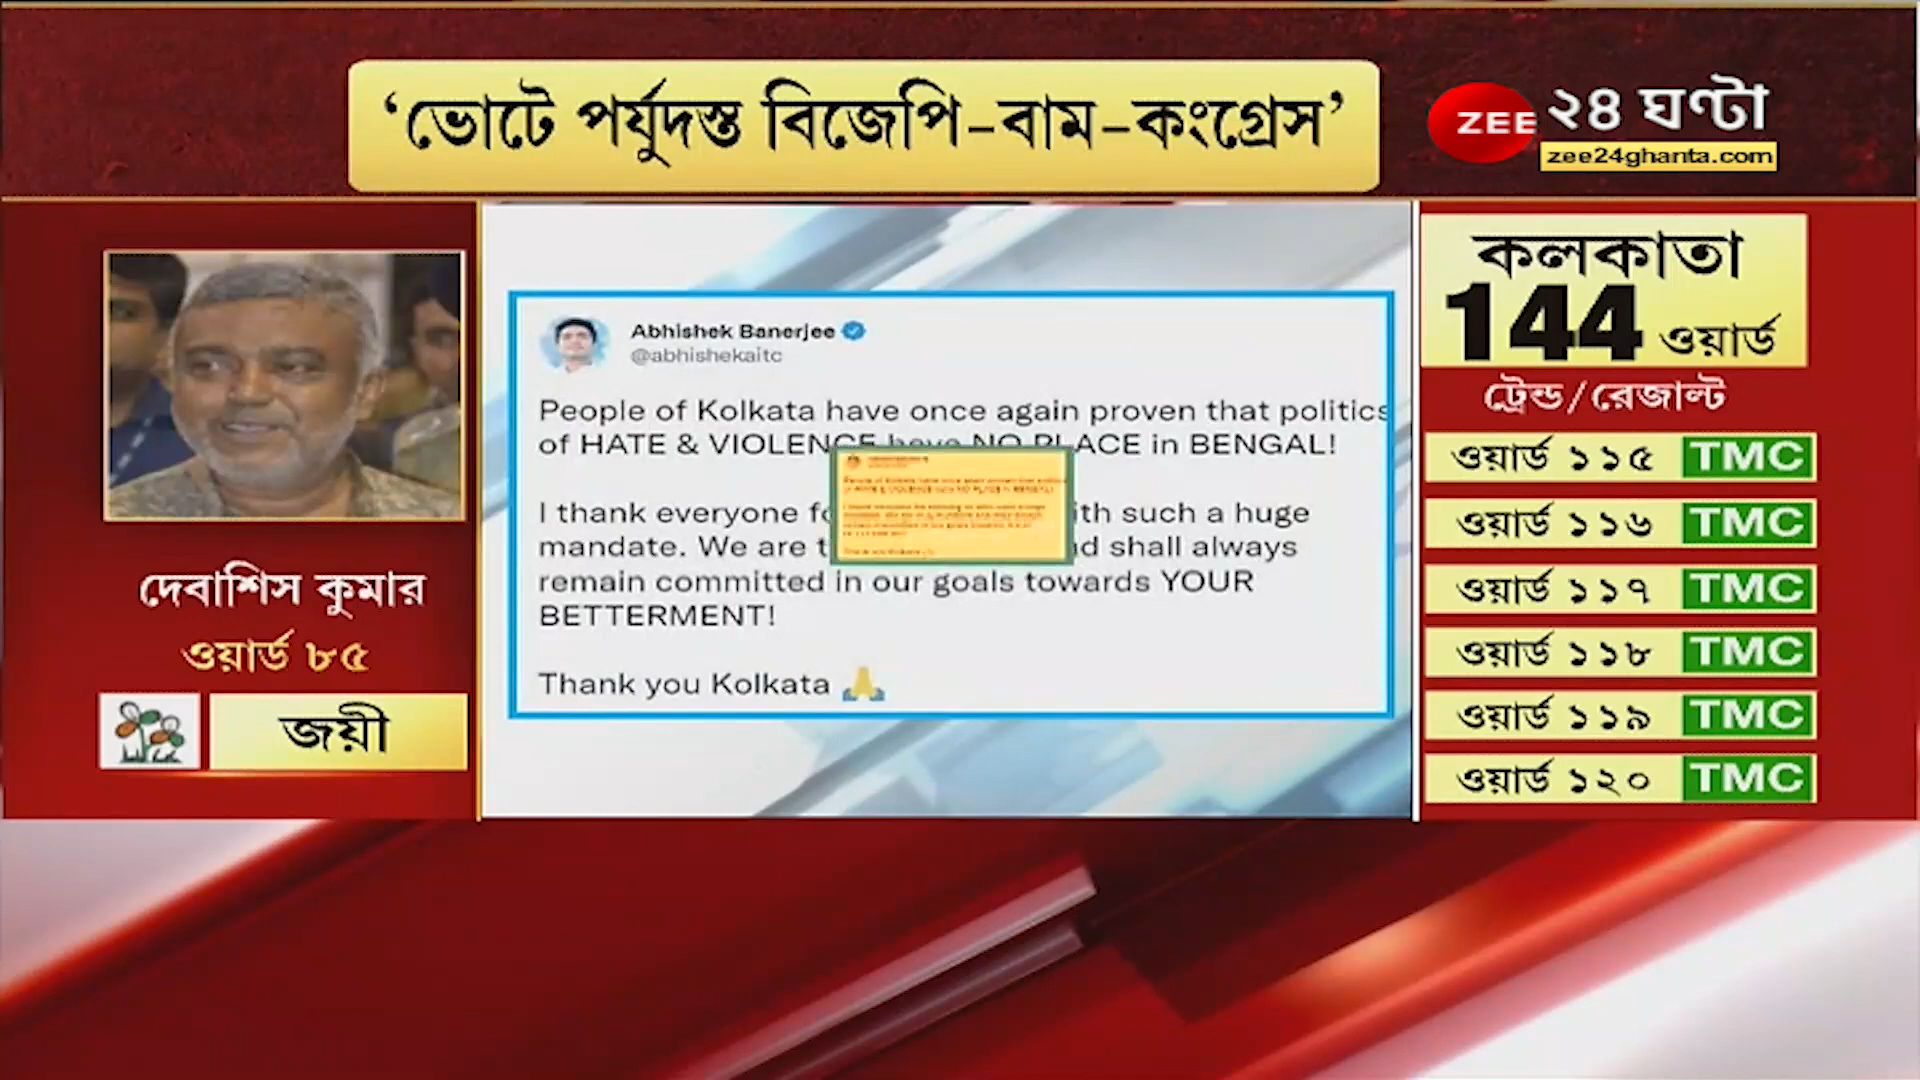 ‘ভোটে পর্যুদস্ত বিজেপি-বাম-কংগ্রেস’
ZEE ২৪ ঘণ্টা
zee24ghanta.com
দেবাশিস কুমার
ওয়ার্ড ৮৫
জয়ী
Abhishek Banerjee
@abhishekaitc
People of Kolkata have once again proven that politics
of HATE & VIOLENCE have NO PLACE in BENGAL!
I thank everyone ith such a huge
mandate. We are shall always
remain committed in our goals towards YOUR
BETTERMENT!
Thank you Kolkata
কলকাতা
144 ওয়ার্ড
ট্রেন্ড/রেজাল্ট
ওয়ার্ড ১১৫ TMC
ওয়ার্ড ১১৬ TMC
ওয়ার্ড ১১৭ TMC
ওয়ার্ড ১১৮ TMC
ওয়ার্ড ১১৯ TMC
ওয়ার্ড ১২০ TMC